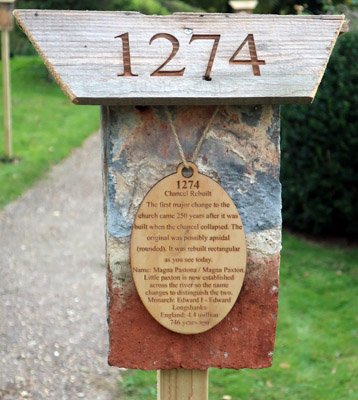 1274
1274
Chancel Rebuilt
The first major change to the
church came 250 years after it was
built when the chancel collapsed. The
original was possibly apsidal
(rounded). It was rebuilt rectangular
as you see today.
Name: Magna Pastona / Magna Paxton.
Little paxton is now established
across the river so the name
changes to distinguish the two.
Monarch: Edward I - Edward
Longshanks
England: 4.4 million
746 years ago